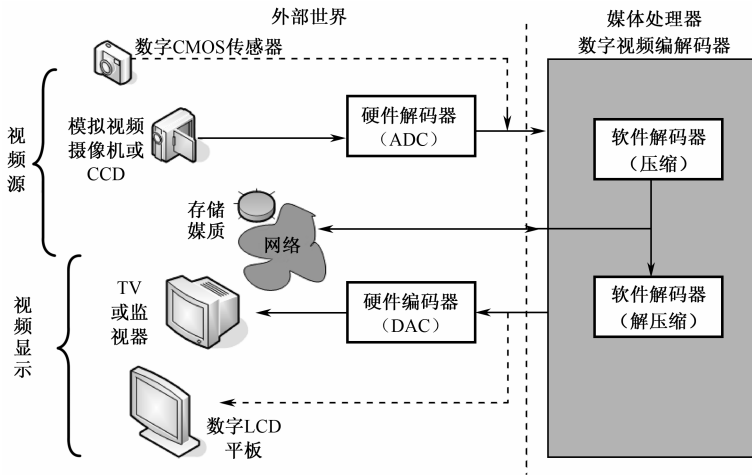 外部世界
媒体处理器
数字视频编解码器
数字CMOS传感器
视频源
模拟视频
摄像机或
CCD
硬件解码器
(ADC)
软件解码器
(压缩)
存储
媒质
网络
视频显示
TV
或监
视器
硬件编码器
(DAC)
软件解码器
(解压缩)
数字LCD
平板